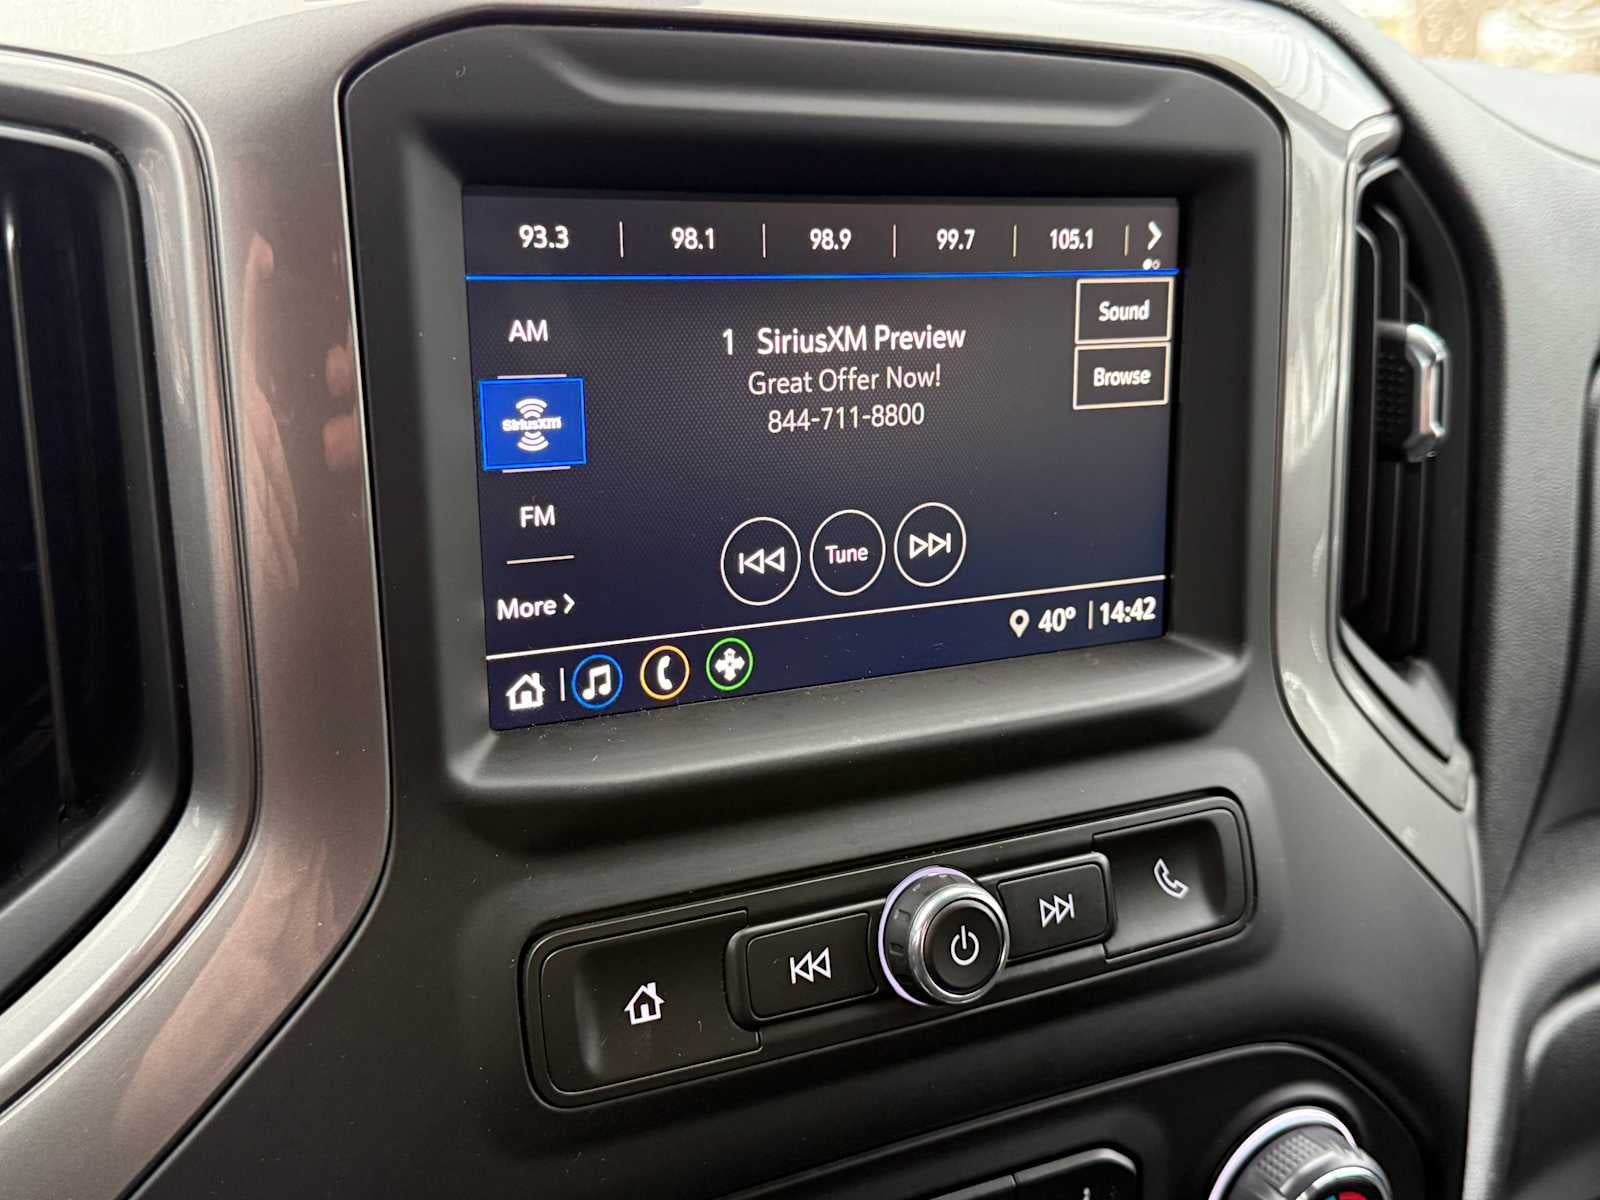 93.3 | 98.1 | 98.9 | 99.7 | 105.1
Sound
AM
1 SiriusXM Preview
Great Offer Now!
Browse
844-711-8800
SiriusXM
FM
Tune
More
40° | 14:42